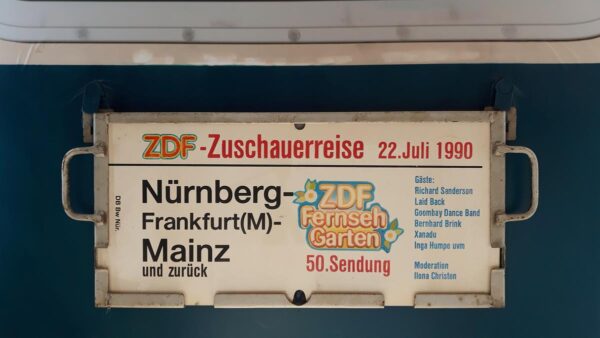 ZDF-Zuschauerreise 22.Juli 1990
DB Bw Nür.
Nürnberg-
Frankfurt(M)-
Mainz
und zurück
ZDF
Fernseh
Garten
50.Sendung
Gäste:
Richard Sanderson
Laid Back
Goombay Dance Band
Bernhard Brink
Xanadu
Inga Humpe uvm
Moderation
Ilona Christen